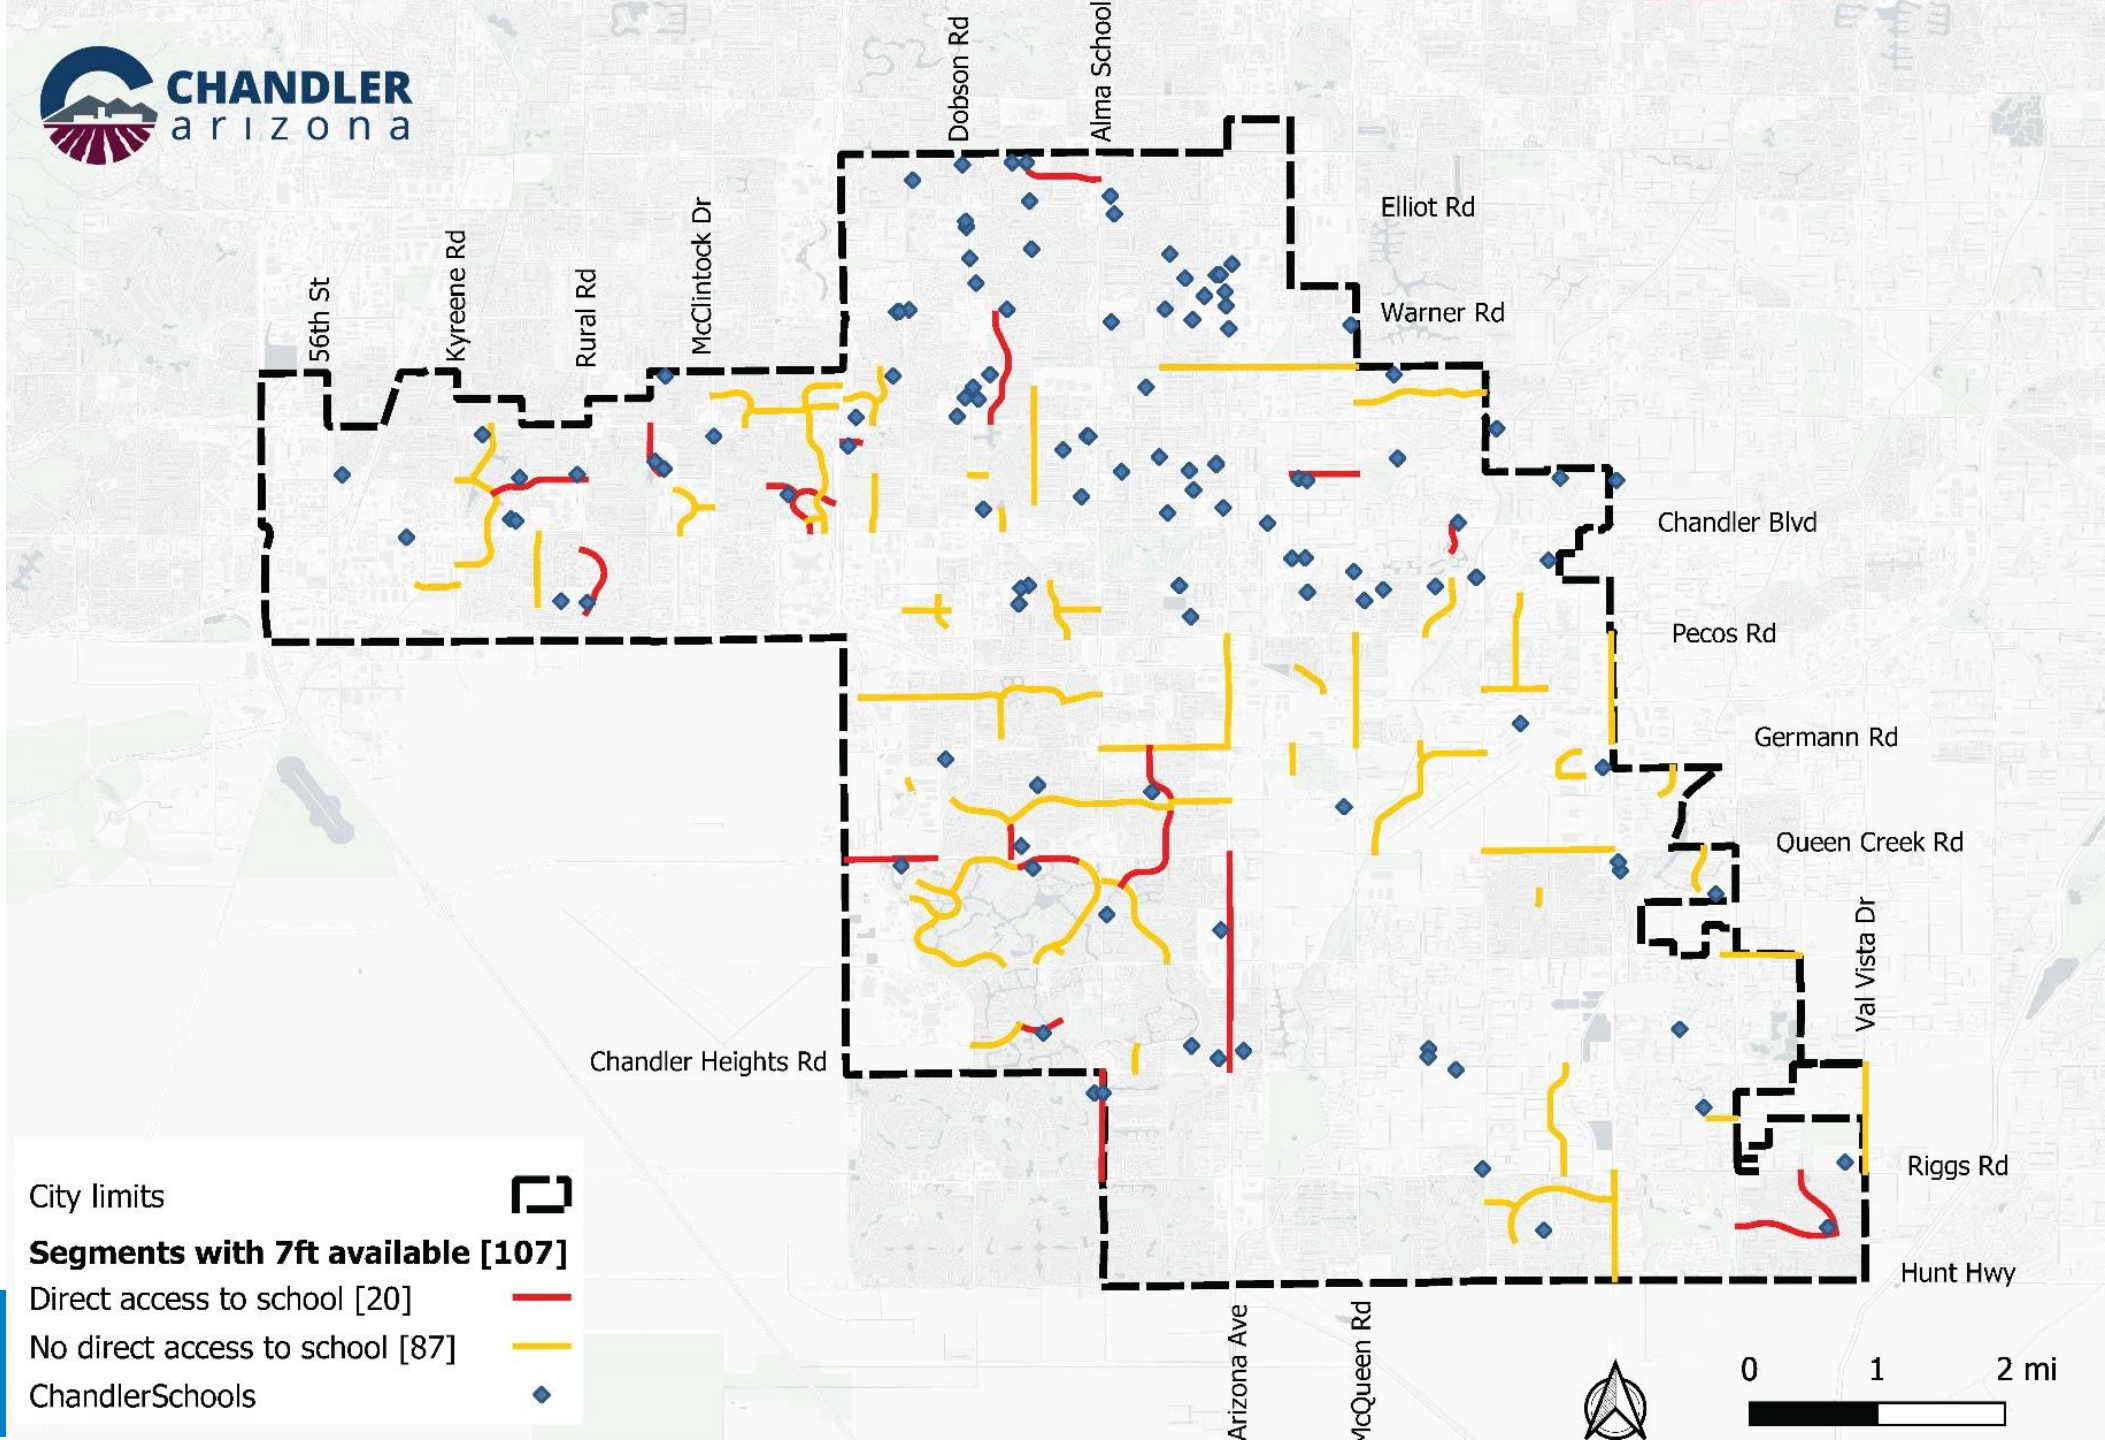 CHANDLER
arizona
Dobson Rd
Alma School
Elliot Rd
56th St
Kyreene Rd
Rural Rd
McClintock Dr
Warner Rd
Chandler Blvd
Pecos Rd
Germann Rd
Queen Creek Rd
Val Vista Dr
Chandler Heights Rd
Riggs Rd
Hunt Hwy
City limits
Segments with 7ft available [107]
Direct access to school [20]
No direct access to school [87]
ChandlerSchools
Arizona Ave
McQueen Rd
0 1 2 mi